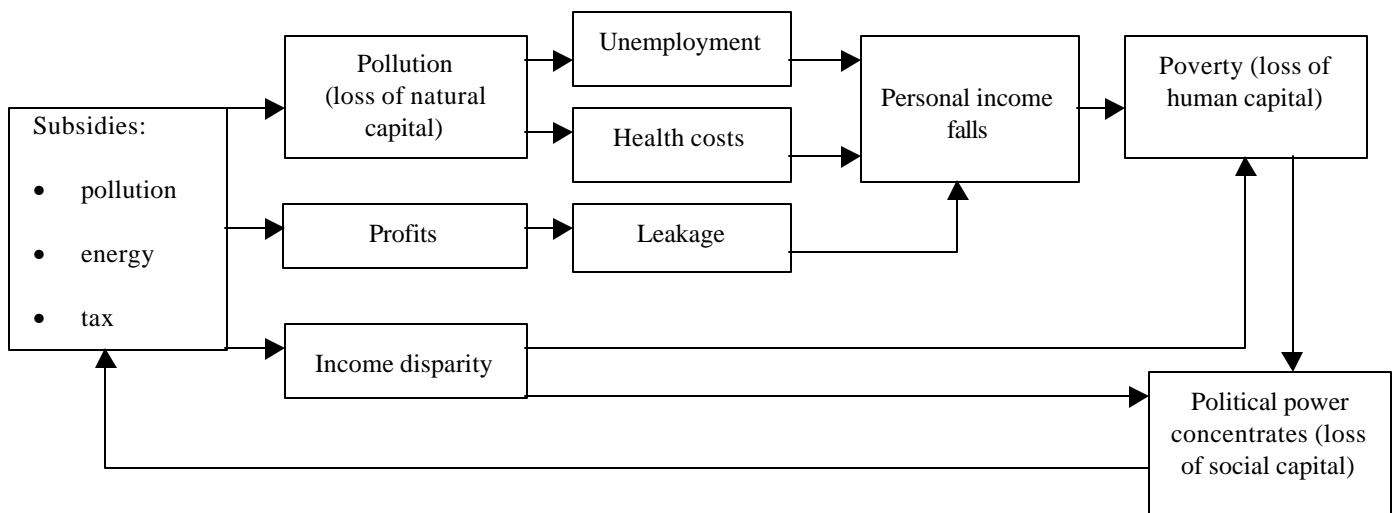 Subsidies:
• pollution
• energy
• tax
Pollution
(loss of natural
capital)
Profits
Income disparity
Unemployment
Health costs
Leakage
Personal income
falls
Poverty (loss of
human capital)
Political power
concentrates (loss
of social capital)